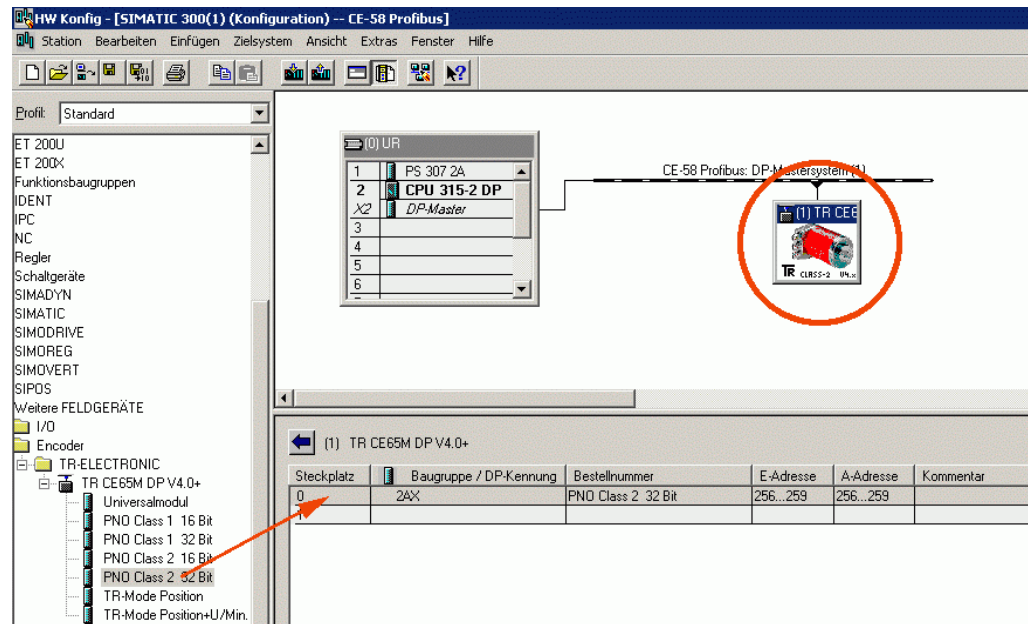 HW Konfig - [SIMATIC 300(1) (Konfiguration) -- CE-58 Profibus]
Station Bearbeiten Einfügen Zielsystem Ansicht Extras Fenster Hilfe
Profil: Standard
ET 200U
ET 200X
Funktionsbaugruppen
IDENT
IPC
NC
Regler
Schaltgeräte
SIMADYN
SIMATIC
SIMODRIVE
SIMOREG
SIMOVERT
SIPOS
Weitere FELDGERÄTE
I/O
Encoder
TR-ELECTRONIC
TR CE65M DP V4.0+
Universalmodul
PNO Class 1 16 Bit
PNO Class 1 32 Bit
PNO Class 2 16 Bit
PNO Class 2 32 Bit
TR-Mode Position
TR-Mode Position+U/Min.
(0) UR
1 PS 307 2A
2 CPU 315-2 DP
X2 DP-Master
3
4
5
6
CE-58 Profibus: DP-Mastersystem (1)
(1) TR CE6
TR CLASS-2 V4.x
(1) TR CE65M DP V4.0+
Steckplatz Baugruppe / DP-Kennung Bestellnummer E-Adresse A-Adresse Kommentar
0 2AX PNO Class 2 32 Bit 256...259 256...259
1